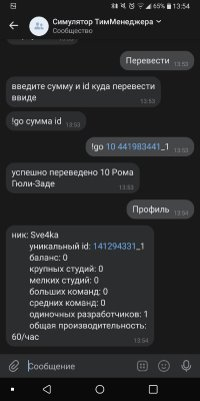 65% 13:54
Симулятор ТимМенеджера
Сообщество
Перевести
13:53
введите сумму и id куда перевести
ввиде
13:53
!go сумма id
13:53
!go 10 441983441_1
13:53
успешно переведено 10 Рома
Гюли-Заде
13:53
Профиль
13:54
ник: Sve4ka
уникальный id: 141294331_1
баланс: 0
крупных студий: 0
мелких студий: 0
больших команд: 0
средних команд: 0
одиночных разработчиков: 1
общая производительность:
60/час
13:54
Сообщение